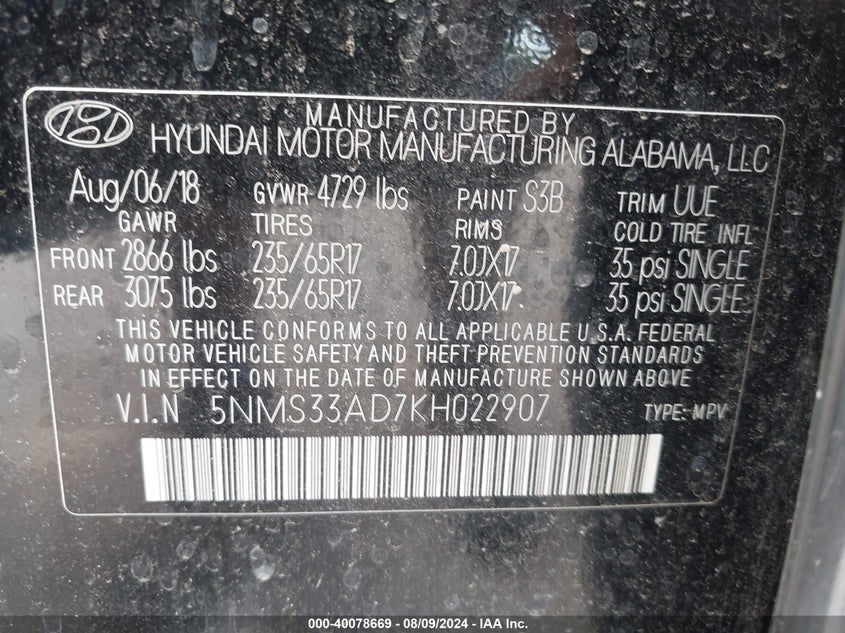 MANUFACTURED BY
HYUNDAI MOTOR MANUFACTURING ALABAMA, LLC
Aug/06/18 GVWR 4729 lbs PAINT S3B TRIM UUE
GAWR TIRES RIMS COLD TIRE INFL
FRONT 2866 lbs 235/65R17 7.0JX17 35 psi SINGLE
REAR 3075 lbs 235/65R17 7.0JX17 35 psi SINGLE
THIS VEHICLE CONFORMS TO ALL APPLICABLE U.S.A. FEDERAL
MOTOR VEHICLE SAFETY AND THEFT PREVENTION STANDARDS
IN EFFECT ON THE DATE OF MANUFACTURE SHOWN ABOVE
V.I.N 5NMS33AD7KH022907 TYPE: MPV
000-40078669 - 08/09/2024 - IAA Inc.